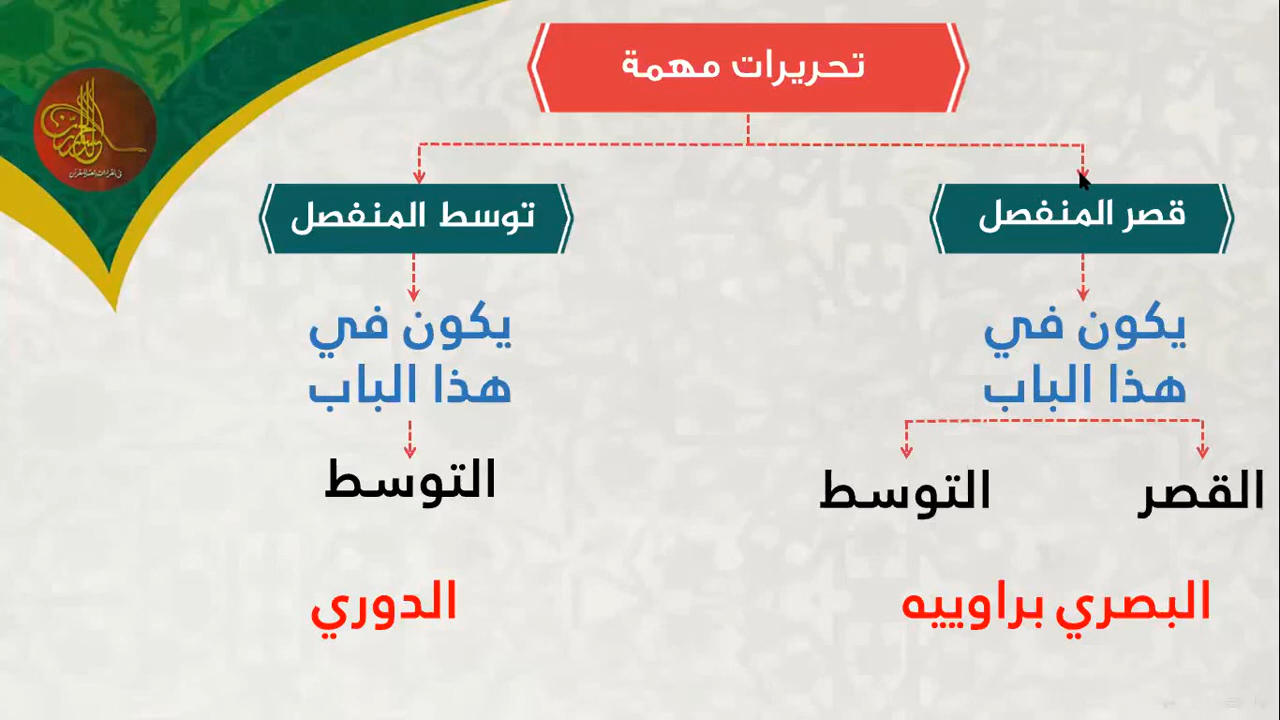 تحريرات مهمة
قصر المنفصل
توسط المنفصل
يكون في
هذا الباب
يكون في
هذا الباب
القصر
التوسط
التوسط
البصري براوييه
الدوري